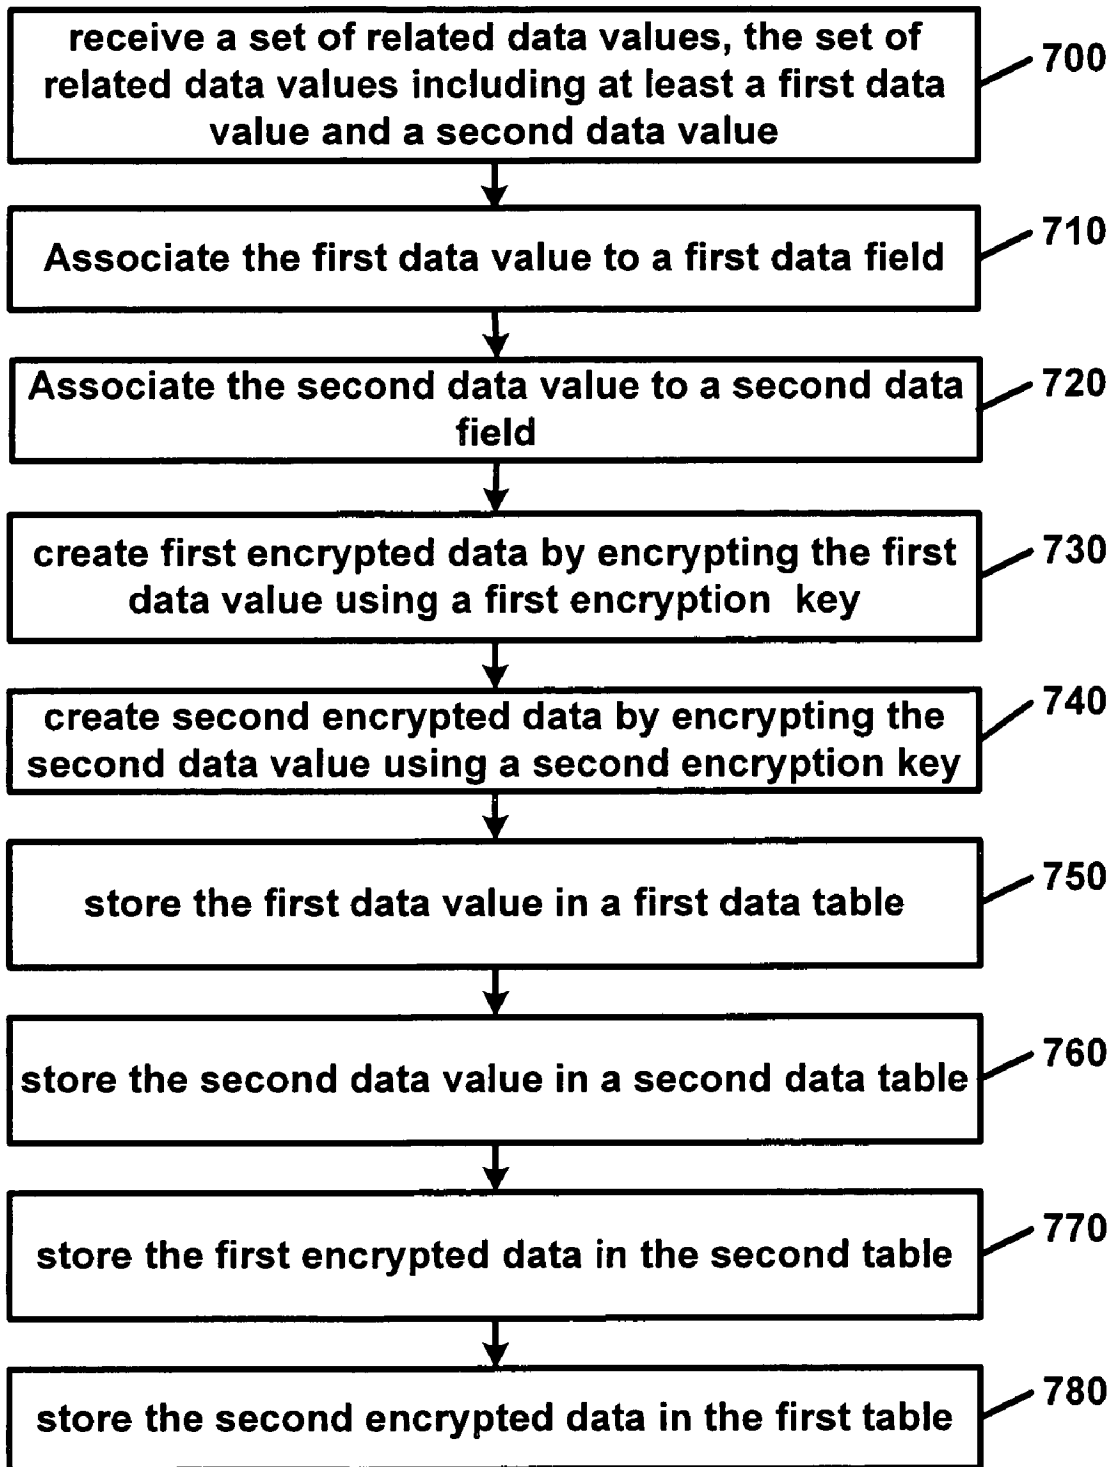 receive a set of related data values, the set of
related data values including at least a first data
value and a second data value
700
Associate the first data value to a first data field
710
Associate the second data value to a second data
field
720
create first encrypted data by encrypting the first
data value using a first encryption key
730
create second encrypted data by encrypting the
second data value using a second encryption key
740
store the first data value in a first data table
750
store the second data value in a second data table
760
store the first encrypted data in the second table
770
store the second encrypted data in the first table
780